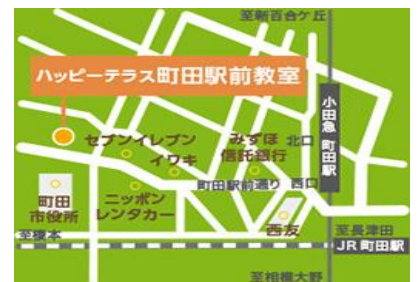 至新百合ケ丘
ハッピーテラス町田駅前教室
小田急 町田駅
セブンイレブン
みずほ
信託銀行
北口
イワキ
町田駅前通り
西口
町田
市役所
ニッポン
レンタカー
西友
至橋本
至長津田
JR町田駅
至相模大野